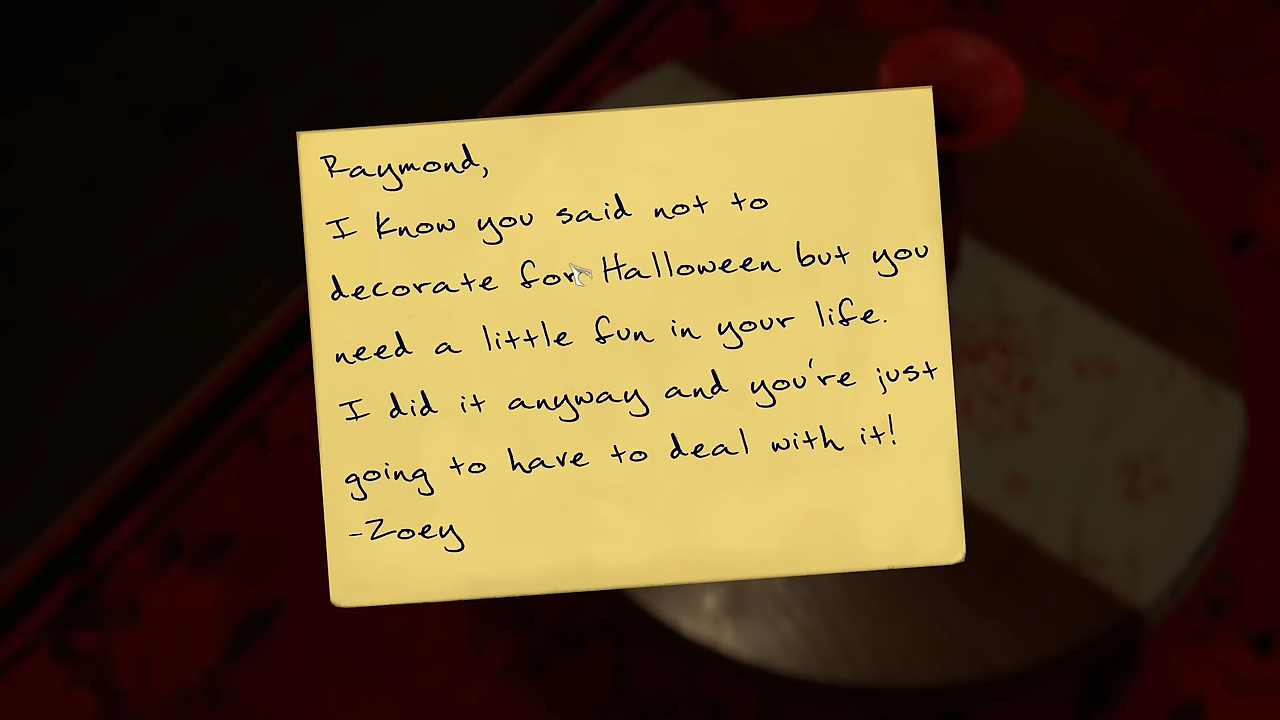 Raymond,
I know you said not to
decorate for Halloween but you
need a little fun in your life.
I did it anyway and you're just
going to have to deal with it!
-Zoey